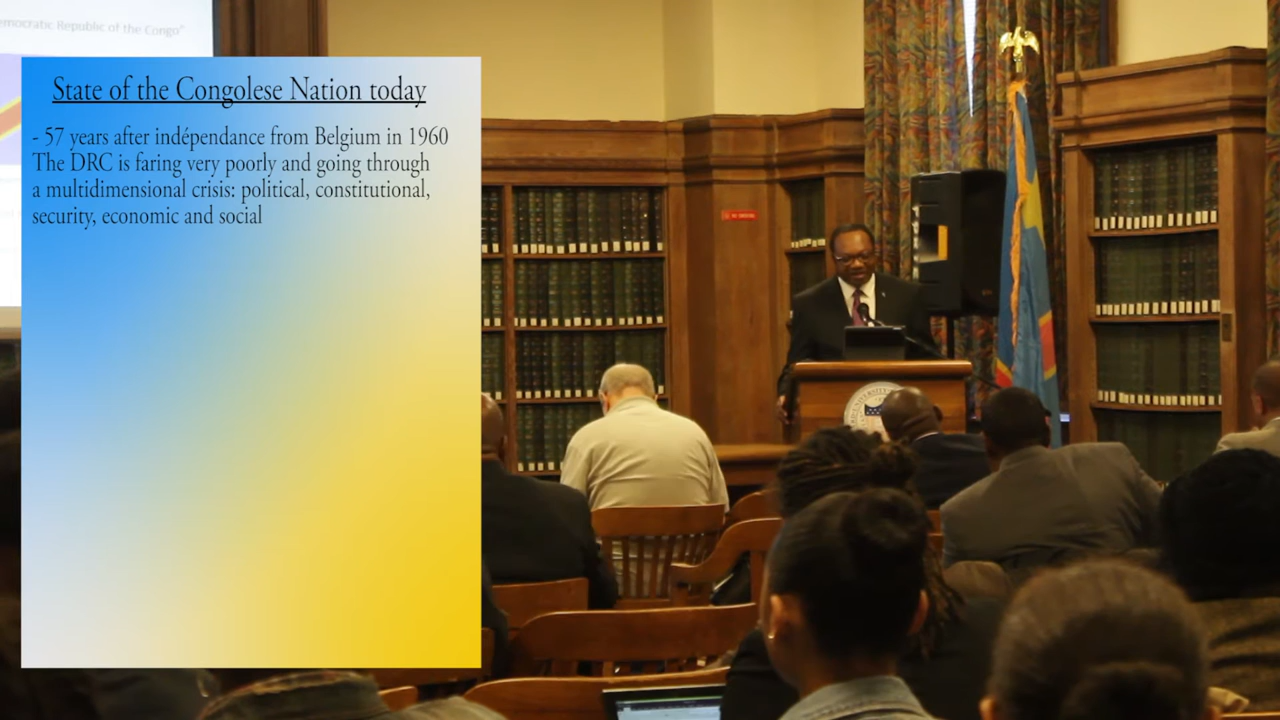 emocratic Republic of the Congo"
State of the Congolese Nation today
- 57 years after indépendance from Belgium in 1960
The DRC is faring very poorly and going through
a multidimensional crisis: political, constitutional,
security, economic and social